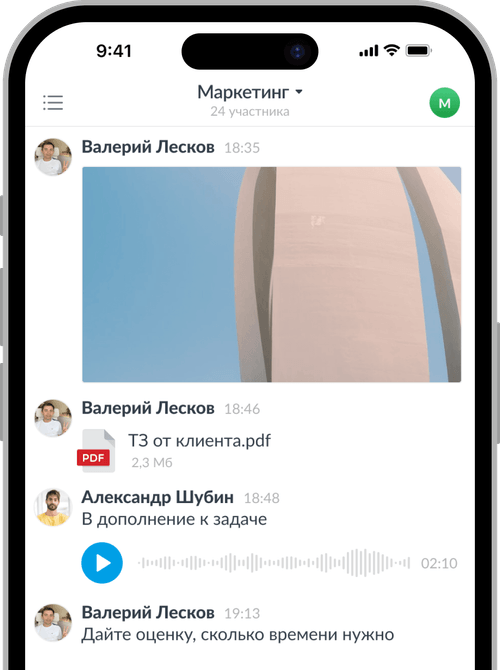 9:41
Маркетинг
24 участника
М
Валерий Лесков 18:35
Валерий Лесков 18:46
ТЗ от клиента.pdf
PDF
2,3 Мб
Александр Шубин 18:48
В дополнение к задаче
02:10
Валерий Лесков 19:13
Дайте оценку, сколько времени нужно